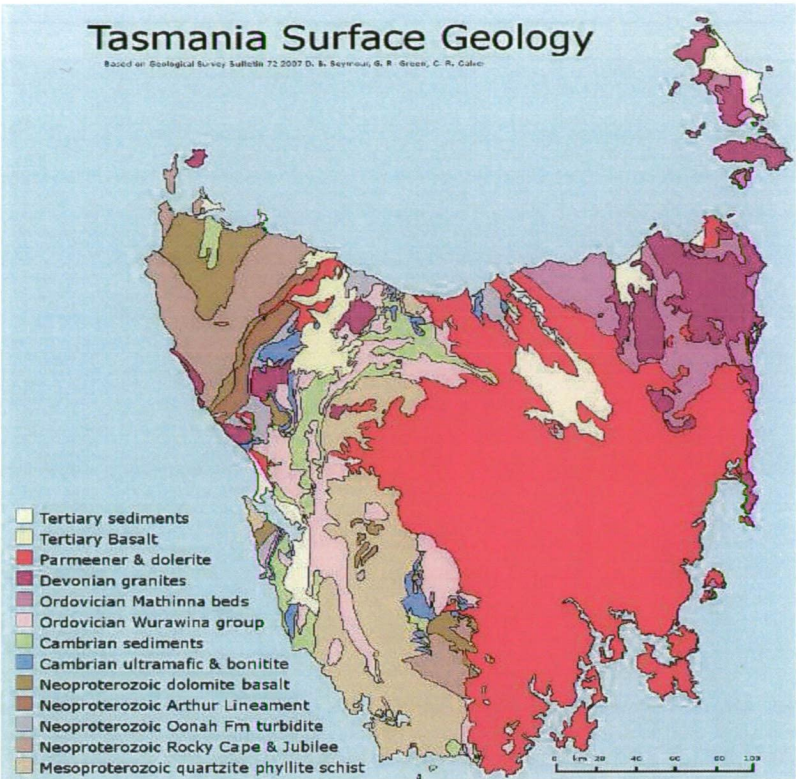 Tasmania Surface Geology
Based on Geological Survey Bulletin 72 2007 D. B. Seymour, G. R. Green, C. R. Calver
Tertiary sediments
Tertiary Basalt
Parmeener & dolerite
Devonian granites
Ordovician Mathinna beds
Ordovician Wurawina group
Cambrian sediments
Cambrian ultramafic & bonitite
Neoproterozoic dolomite basalt
Neoproterozoic Arthur Lineament
Neoproterozoic Oonah Fm turbidite
Neoproterozoic Rocky Cape & Jubilee
Mesoproterozoic quartzite phyllite schist
0 km 20 40 60 80 100